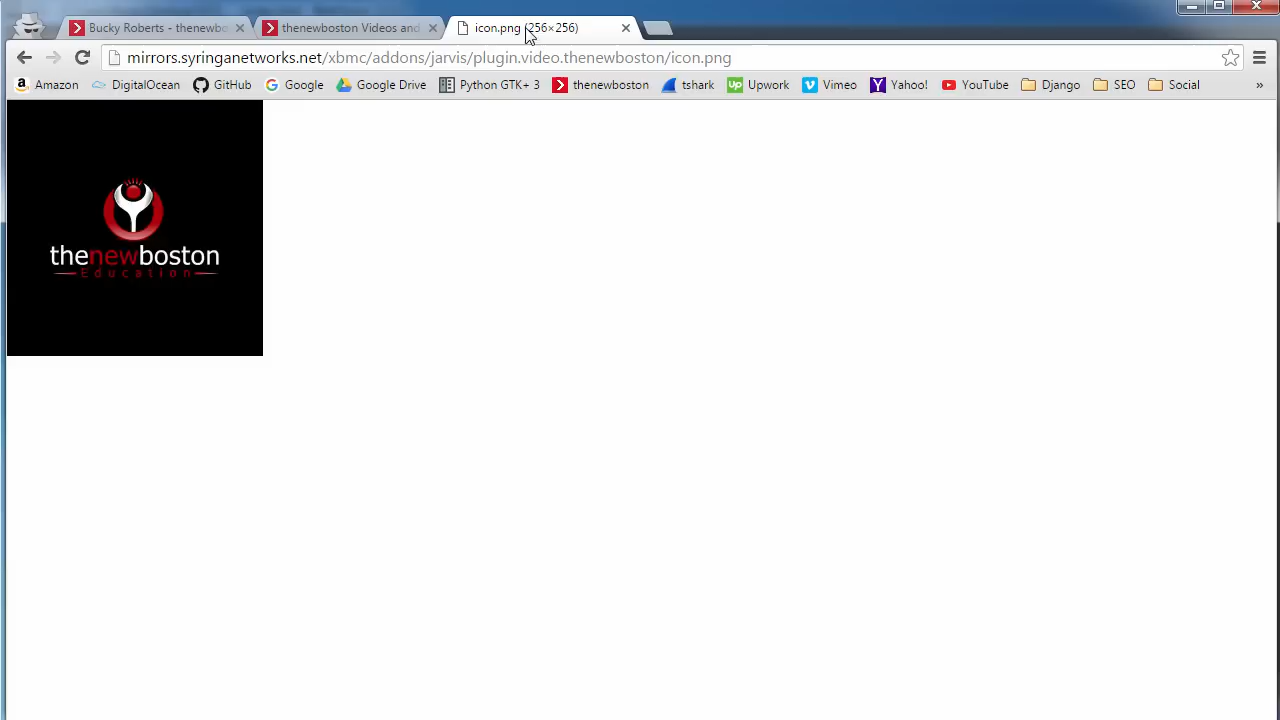 Bucky Roberts - thenewbo
thenewboston Videos and
icon.png (256×256)
mirrors.syringanetworks.net/xbmc/addons/jarvis/plugin.video.thenewboston/icon.png
Amazon DigitalOcean GitHub Google Google Drive Python GTK+ 3 thenewboston tshark Upwork Vimeo Yahoo! YouTube Django SEO Social »
thenewboston
Education